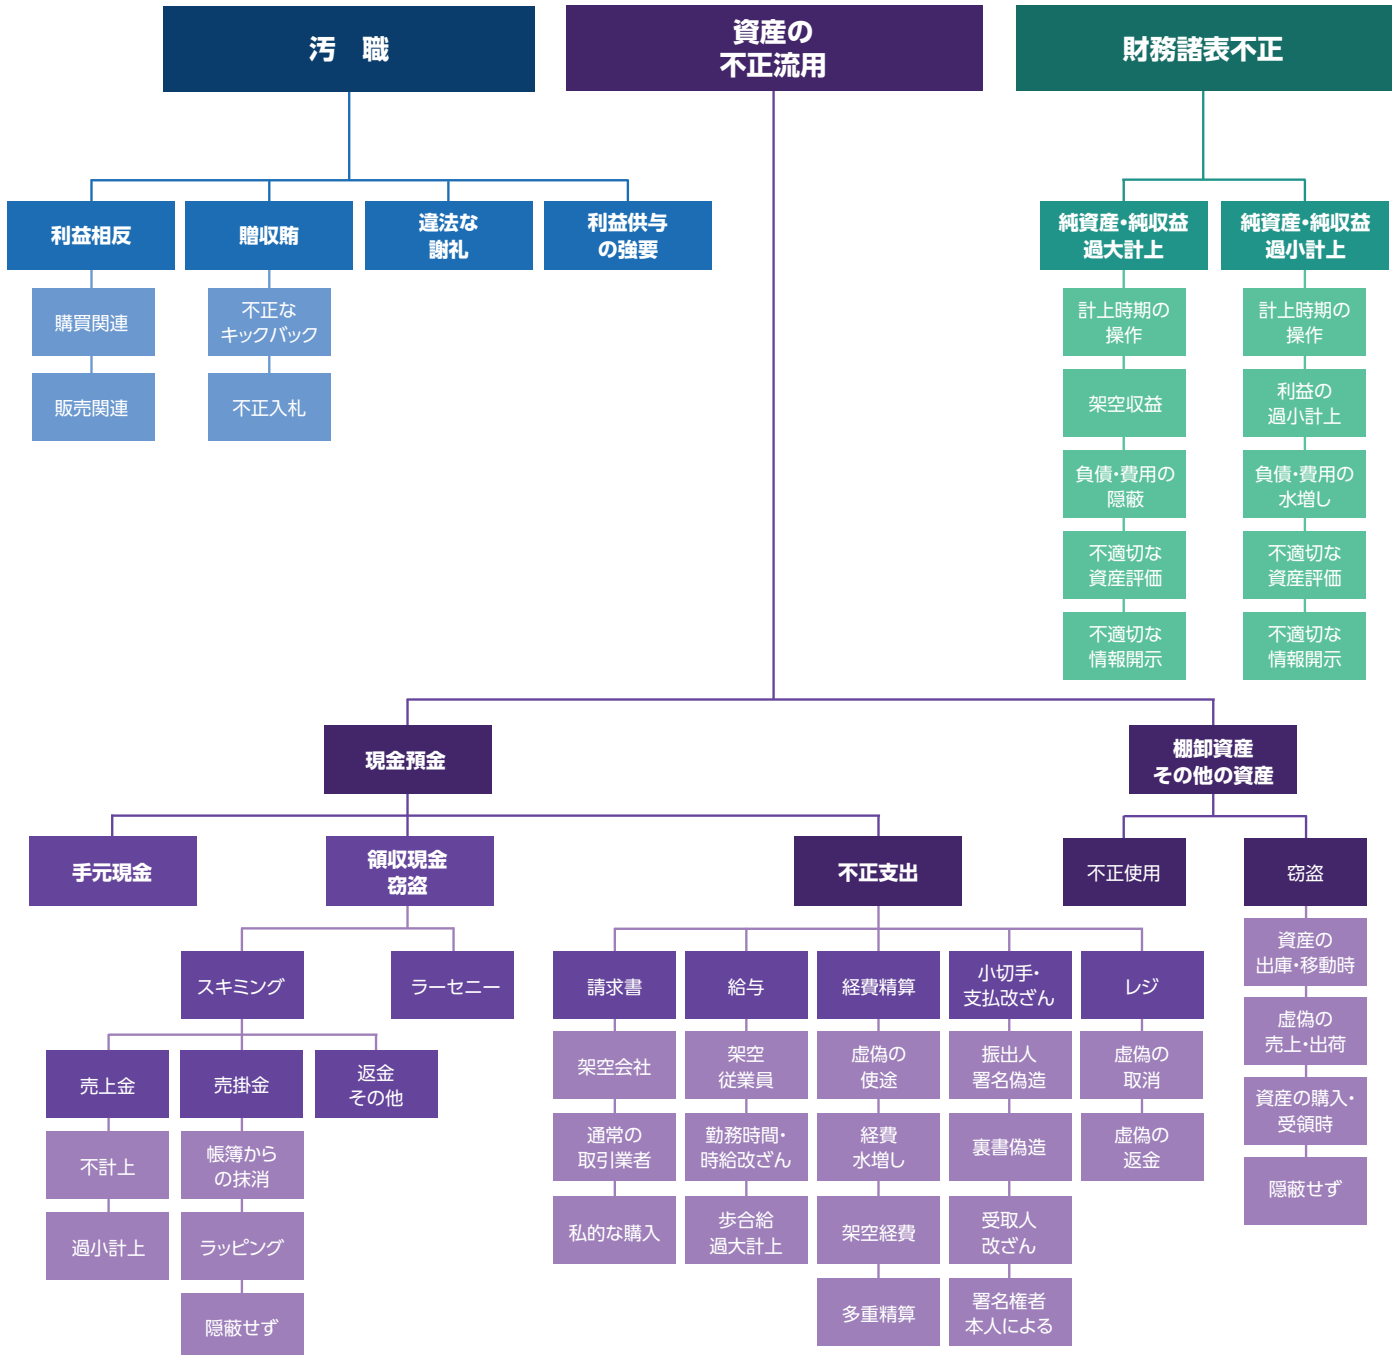 汚　職
資産の
不正流用
財務諸表不正
利益相反
贈収賄
違法な
謝礼
利益供与
の強要
純資産・純収益
過大計上
純資産・純収益
過小計上
購買関連
販売関連
不正な
キックバック
不正入札
計上時期の
操作
架空収益
負債・費用の
隠蔽
不適切な
資産評価
不適切な
情報開示
計上時期の
操作
利益の
過小計上
負債・費用の
水増し
不適切な
資産評価
不適切な
情報開示
現金預金
棚卸資産
その他の資産
手元現金
領収現金
窃盗
不正支出
不正使用
窃盗
スキミング
ラーセニー
売上金
売掛金
返金
その他
不計上
過小計上
帳簿から
の抹消
ラッピング
隠蔽せず
請求書
給与
経費精算
小切手・
支払改ざん
レジ
架空会社
通常の
取引業者
私的な購入
架空
従業員
勤務時間・
時給改ざん
歩合給
過大計上
虚偽の
使途
経費
水増し
架空経費
多重精算
振出人
署名偽造
裏書偽造
受取人
改ざん
署名権者
本人による
虚偽の
取消
虚偽の
返金
資産の
出庫・移動時
虚偽の
売上・出荷
資産の購入・
受領時
隠蔽せず